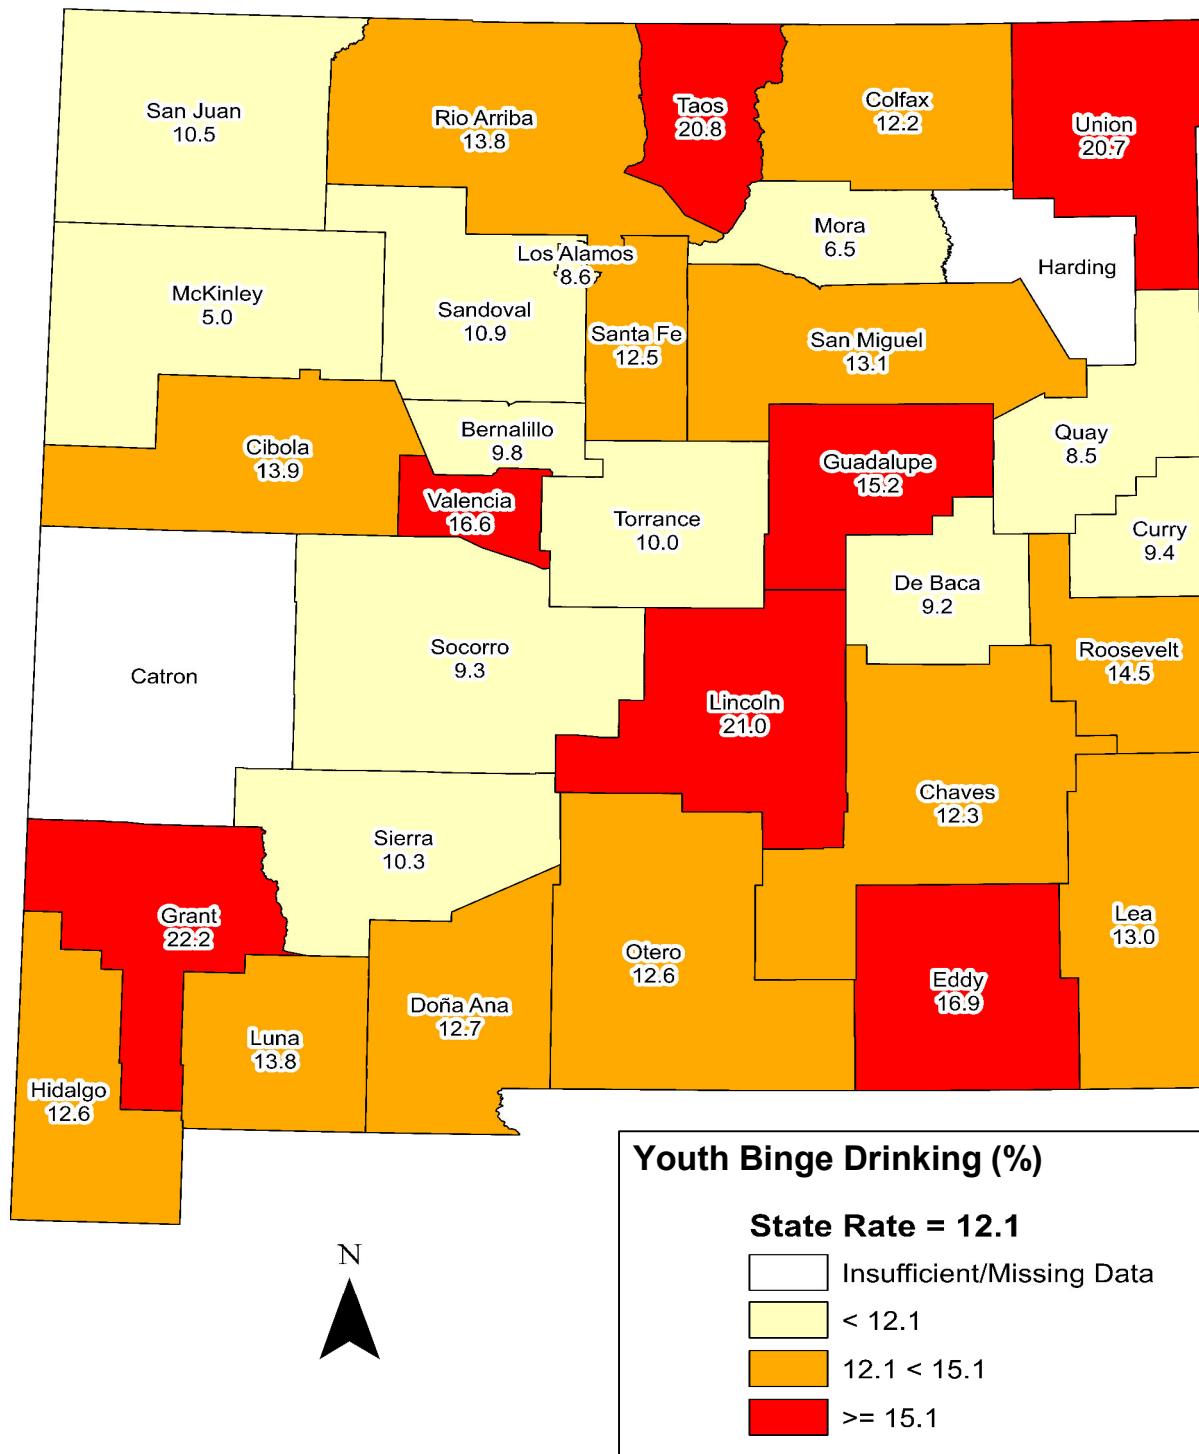 San Juan
10.5
Rio Arriba
13.8
Taos
20.8
Colfax
12.2
Union
20.7
Mora
6.5
Los Alamos
8.6
Harding
McKinley
5.0
Sandoval
10.9
Santa Fe
12.5
San Miguel
13.1
Bernalillo
9.8
Cibola
13.9
Quay
8.5
Guadalupe
15.2
Valencia
16.6
Torrance
10.0
Curry
9.4
De Baca
9.2
Socorro
9.3
Roosevelt
14.5
Catron
Lincoln
21.0
Chaves
12.3
Sierra
10.3
Grant
22.2
Lea
13.0
Otero
12.6
Eddy
16.9
Doña Ana
12.7
Luna
13.8
Hidalgo
12.6
Youth Binge Drinking (%)
State Rate = 12.1
N
Insufficient/Missing Data
< 12.1
12.1 < 15.1
>= 15.1